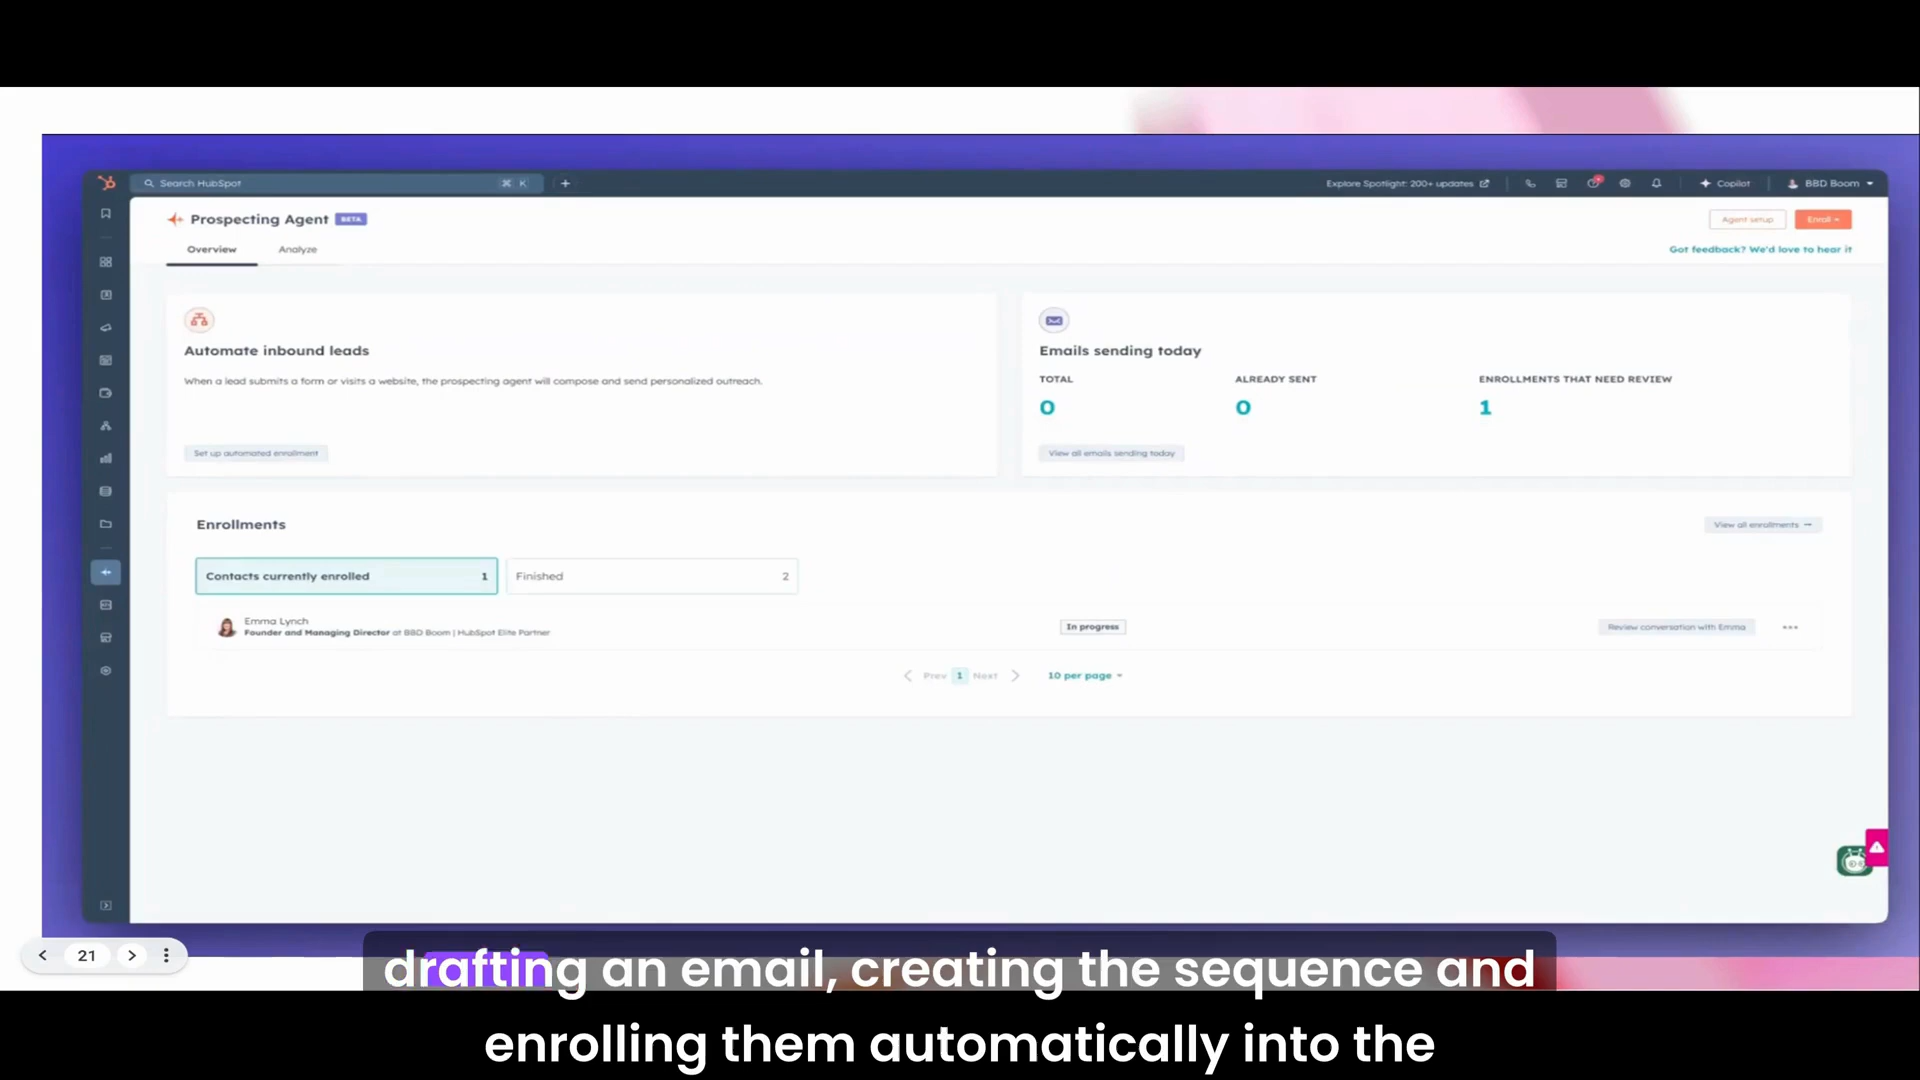 Search HubSpot ⌘ K +
Explore Spotlight: 200+ updates
Copilot
BBD Boom
Prospecting Agent BETA
Agent setup
Enroll
Overview
Analyze
Got feedback? We'd love to hear it
Automate inbound leads
When a lead submits a form or visits a website, the prospecting agent will compose and send personalized outreach.
Set up automated enrollment
Emails sending today
TOTAL ALREADY SENT ENROLLMENTS THAT NEED REVIEW
0 0 1
View all emails sending today
Enrollments
View all enrollments
Contacts currently enrolled 1
Finished 2
Emma Lynch
Founder and Managing Director at BBD Boom | HubSpot Elite Partner
In progress
Review conversation with Emma
Prev 1 Next
10 per page
21
drafting an email, creating the sequence and
enrolling them automatically into the